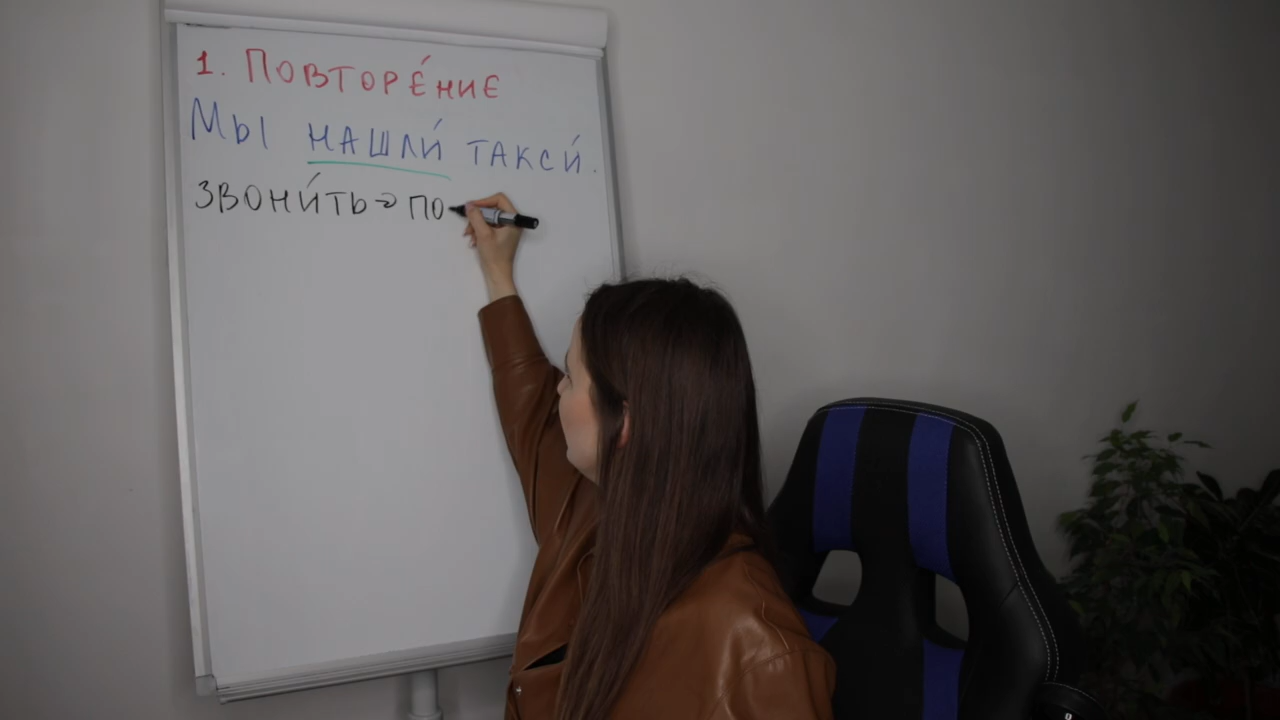 1. Повторе́ние
Мы нашли́ такси́.
Звони́ть → по